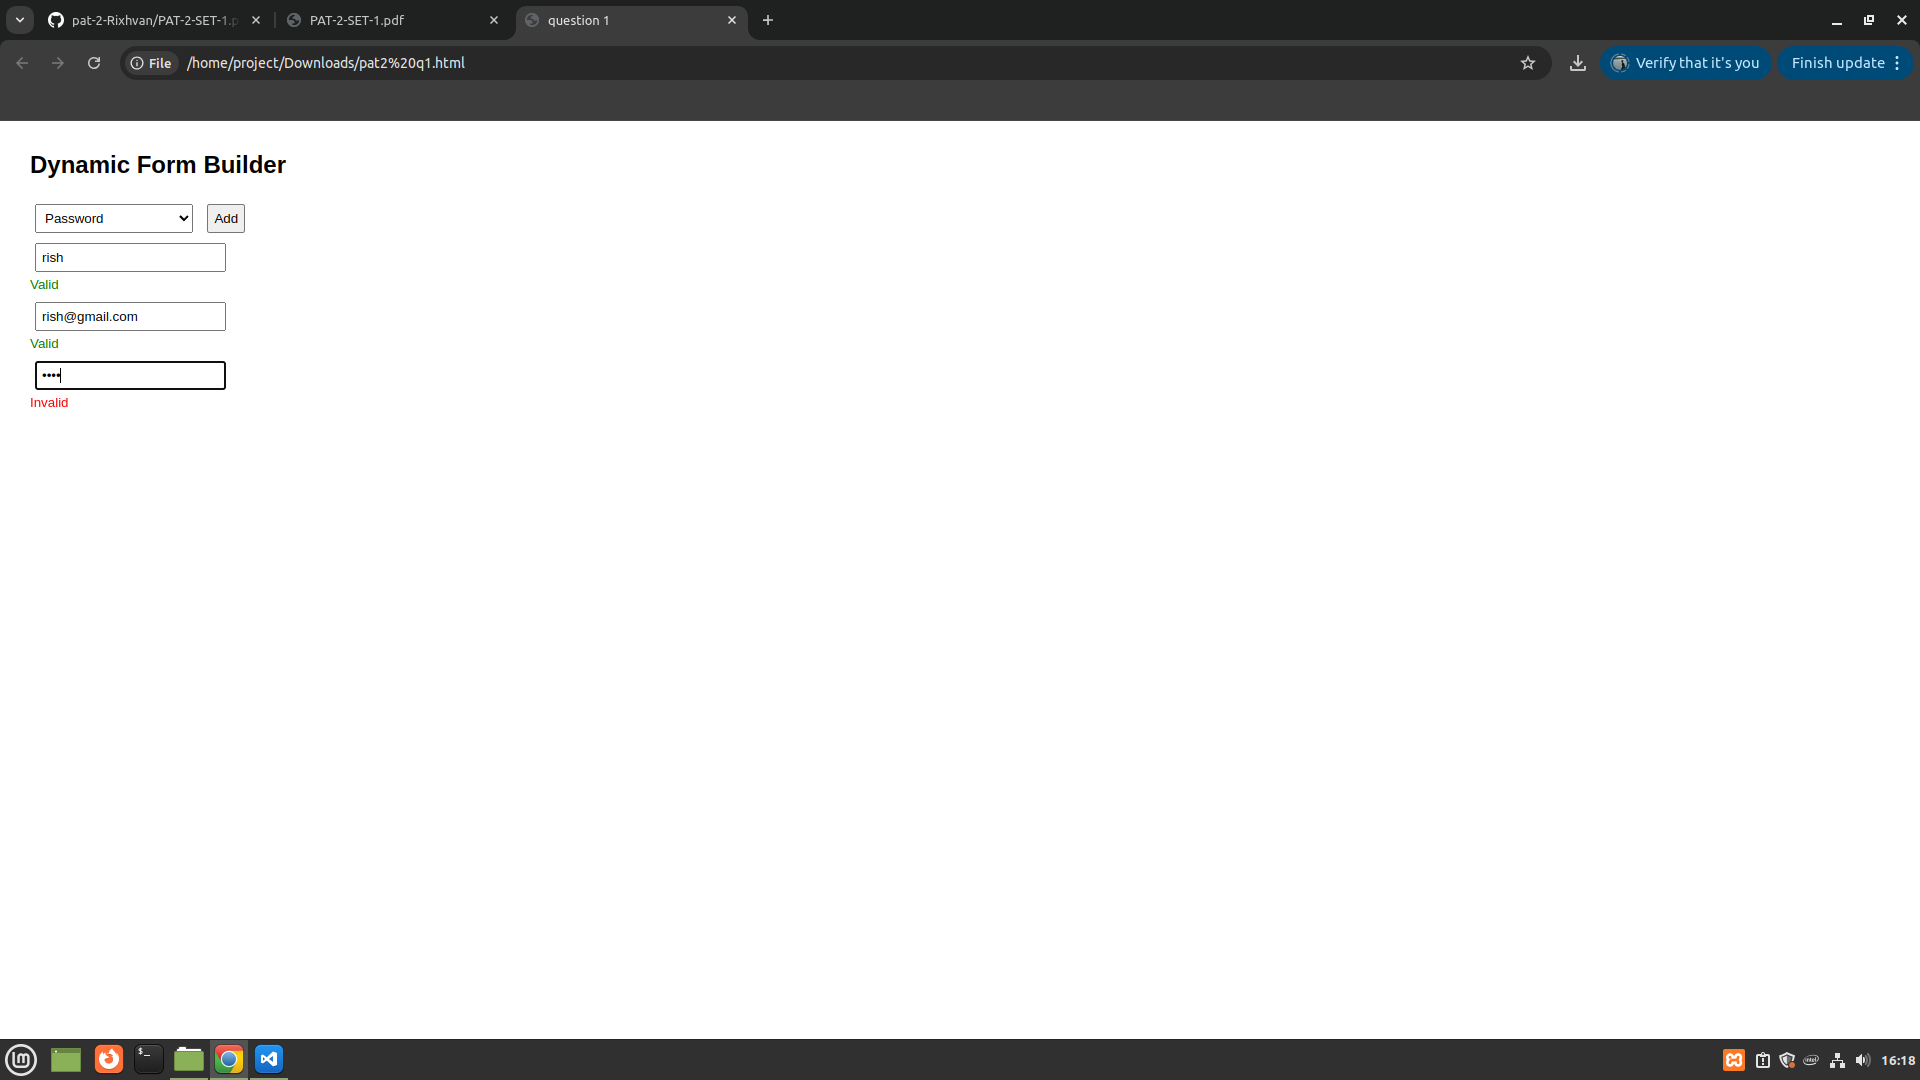 pat-2-Rixhvan/PAT-2-SET-1.p
PAT-2-SET-1.pdf
question 1
File
/home/project/Downloads/pat2%20q1.html
Verify that it's you
Finish update
Dynamic Form Builder
Password
Add
rish
Valid
rish@gmail.com
Valid
••••
Invalid
16:18